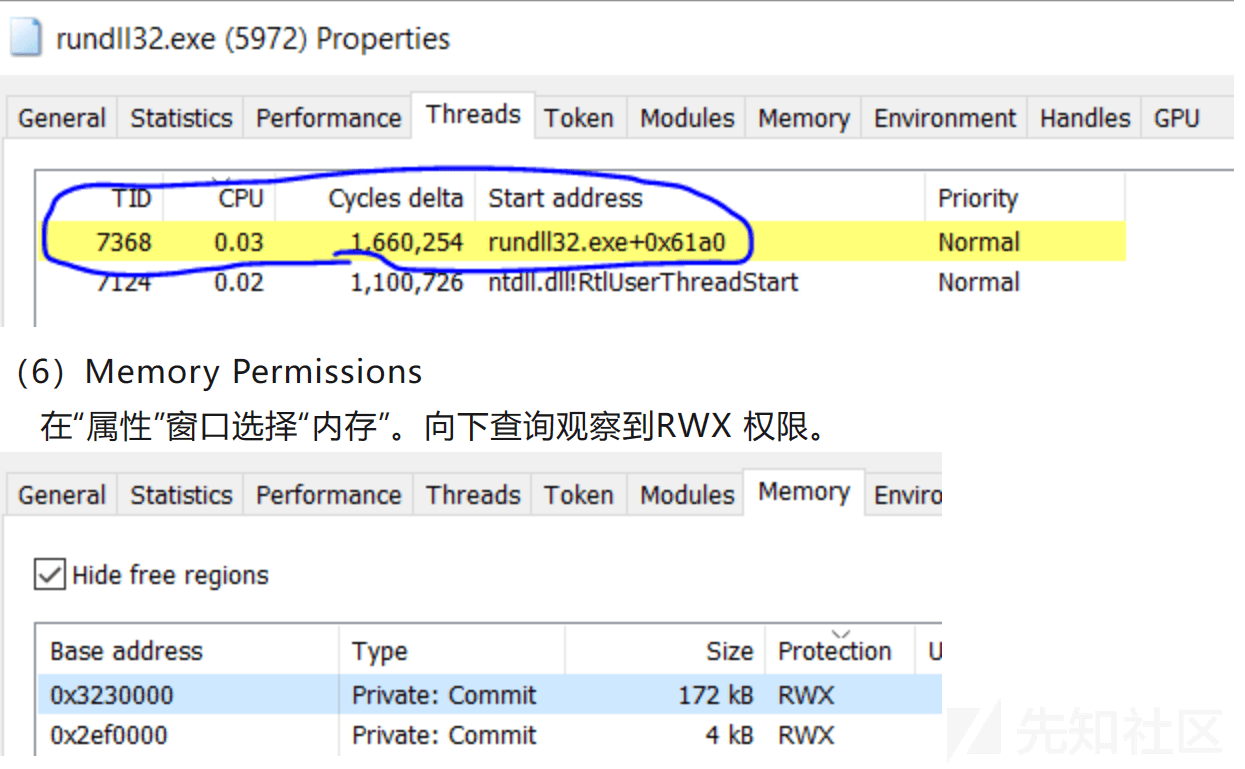 rundll32.exe (5972) Properties
General Statistics Performance Threads Token Modules Memory Environment Handles GPU
TID CPU Cycles delta Start address Priority
7368 0.03 1,660,254 rundll32.exe+0x61a0 Normal
7124 0.02 1,100,726 ntdll.dll!RtlUserThreadStart Normal
（6）Memory Permissions
在“属性”窗口选择“内存”。向下查询观察到RWX 权限。
General Statistics Performance Threads Token Modules Memory Enviro
Hide free regions
Base address Type Size Protection U
0x3230000 Private: Commit 172 kB RWX
0x2ef0000 Private: Commit 4 kB RWX
先知社区